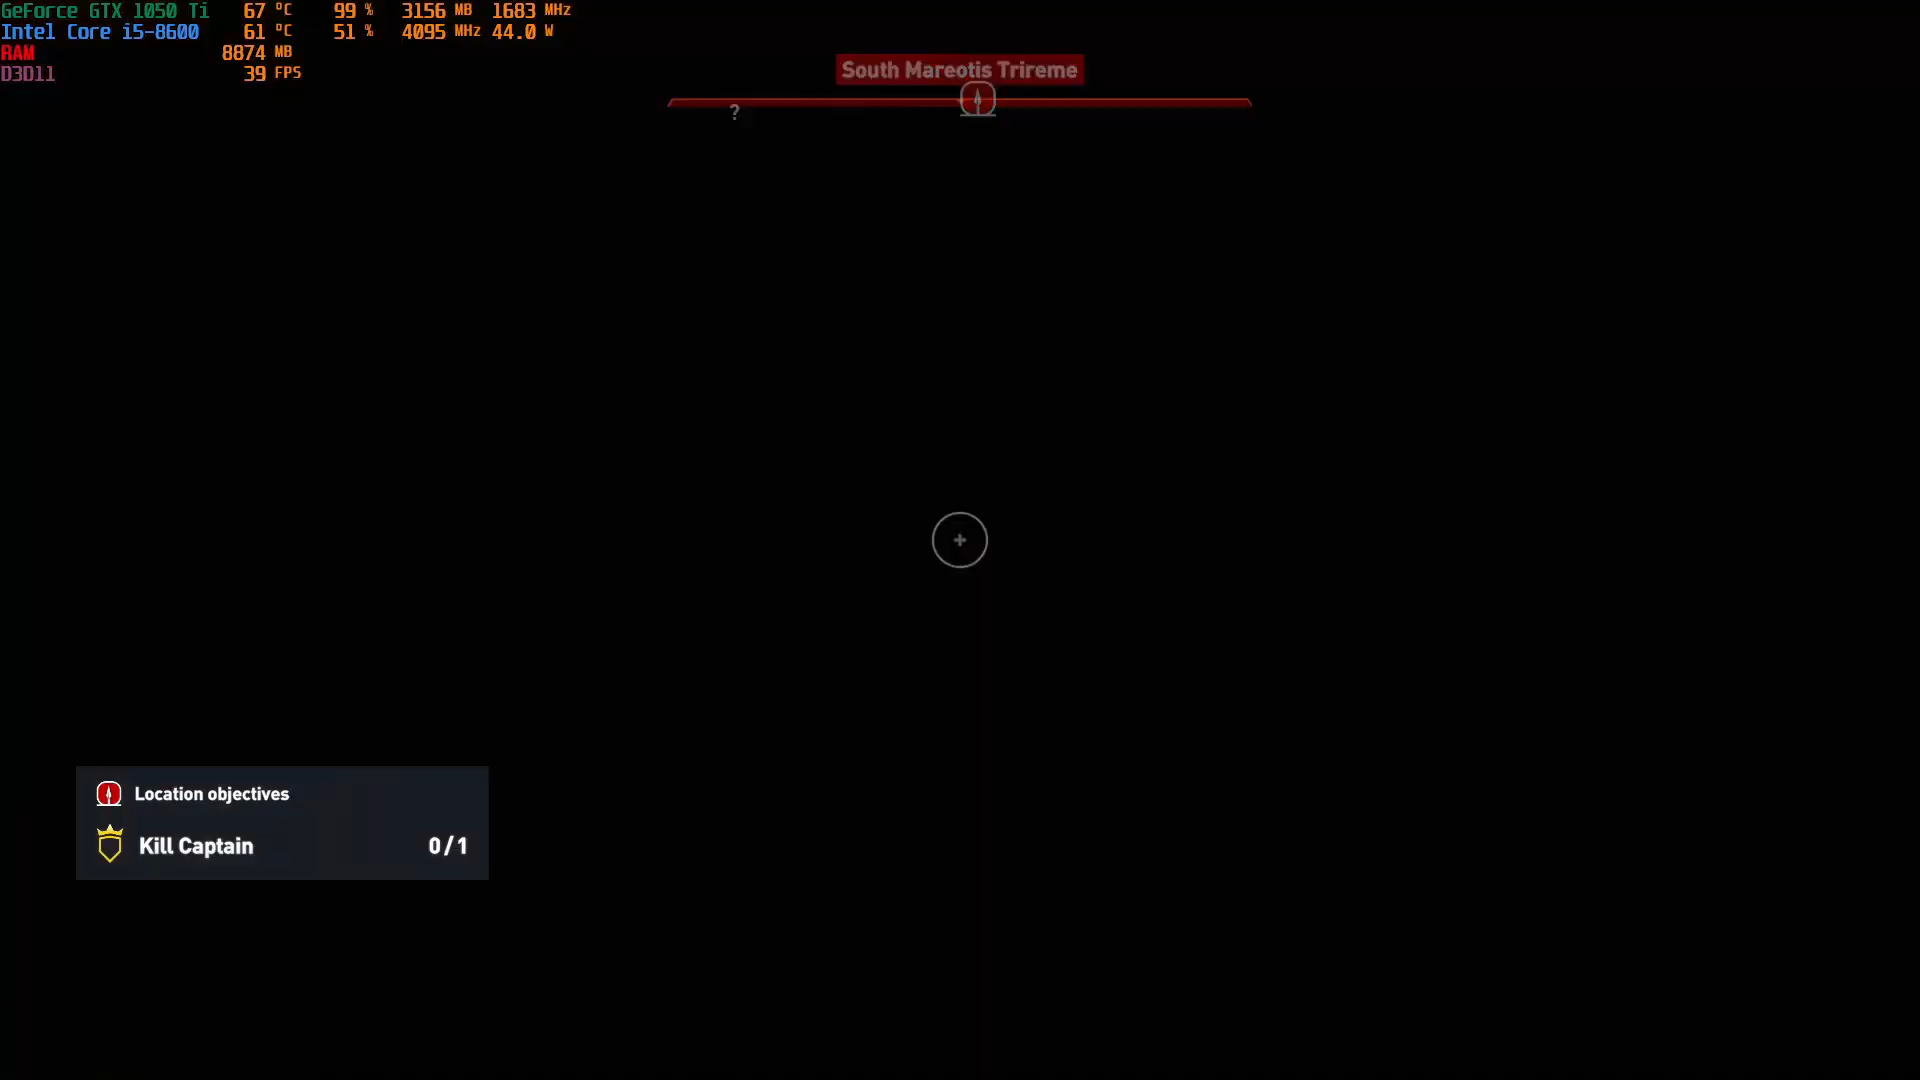 GeForce GTX 1050 Ti 67 °C 99 % 3156 MB 1683 MHz
Intel Core i5-8600 61 °C 51 % 4095 MHz 44.0 W
RAM 8874 MB
D3D11 39 FPS
South Mareotis Trireme
?
Location objectives
Kill Captain 0/1